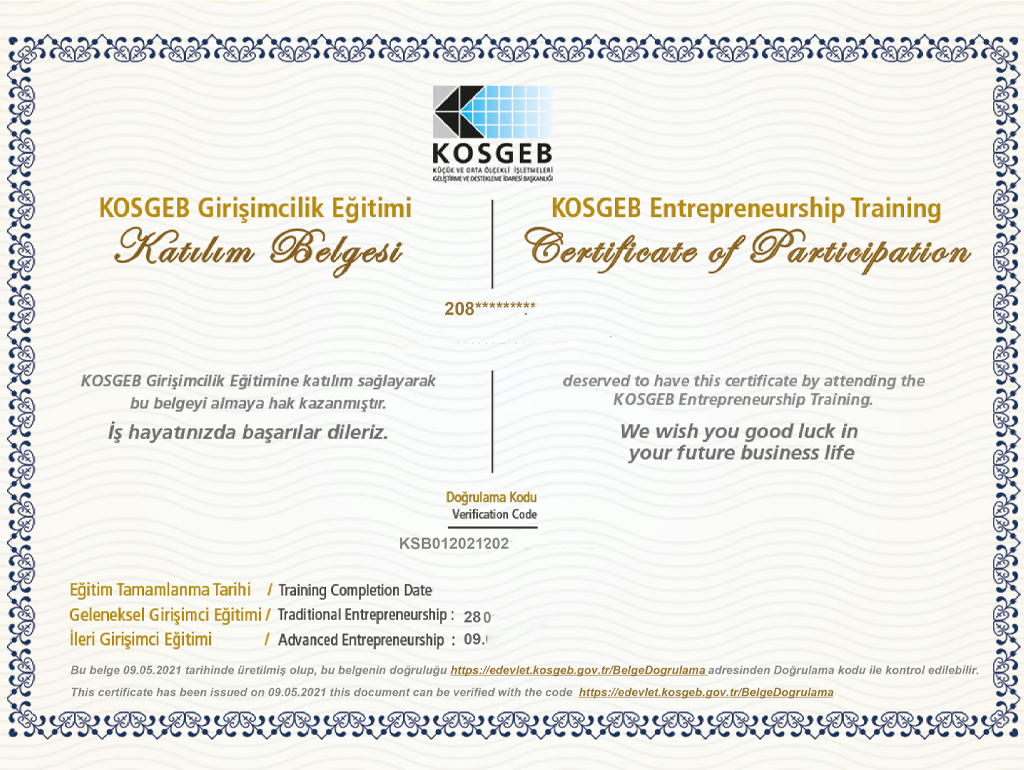 KOSGEB
KÜÇÜK VE ORTA ÖLÇEKLİ İŞLETMELERİ
GELİŞTİRME VE DESTEKLEME İDARESİ BAŞKANLIĞI
KOSGEB Girişimcilik Eğitimi
Katılım Belgesi
KOSGEB Entrepreneurship Training
Certificate of Participation
208*********
KOSGEB Girişimcilik Eğitimine katılım sağlayarak
bu belgeyi almaya hak kazanmıştır.
İş hayatınızda başarılar dileriz.
deserved to have this certificate by attending the
KOSGEB Entrepreneurship Training.
We wish you good luck in
your future business life
Doğrulama Kodu
Verification Code
KSB012021202
Eğitim Tamamlanma Tarihi / Training Completion Date
Geleneksel Girişimci Eğitimi / Traditional Entrepreneurship : 280
İleri Girişimci Eğitimi / Advanced Entrepreneurship : 09.
Bu belge 09.05.2021 tarihinde üretilmiş olup, bu belgenin doğruluğu https://edevlet.kosgeb.gov.tr/BelgeDogrulama adresinden Doğrulama kodu ile kontrol edilebilir.
This certificate has been issued on 09.05.2021 this document can be verified with the code https://edevlet.kosgeb.gov.tr/BelgeDogrulama